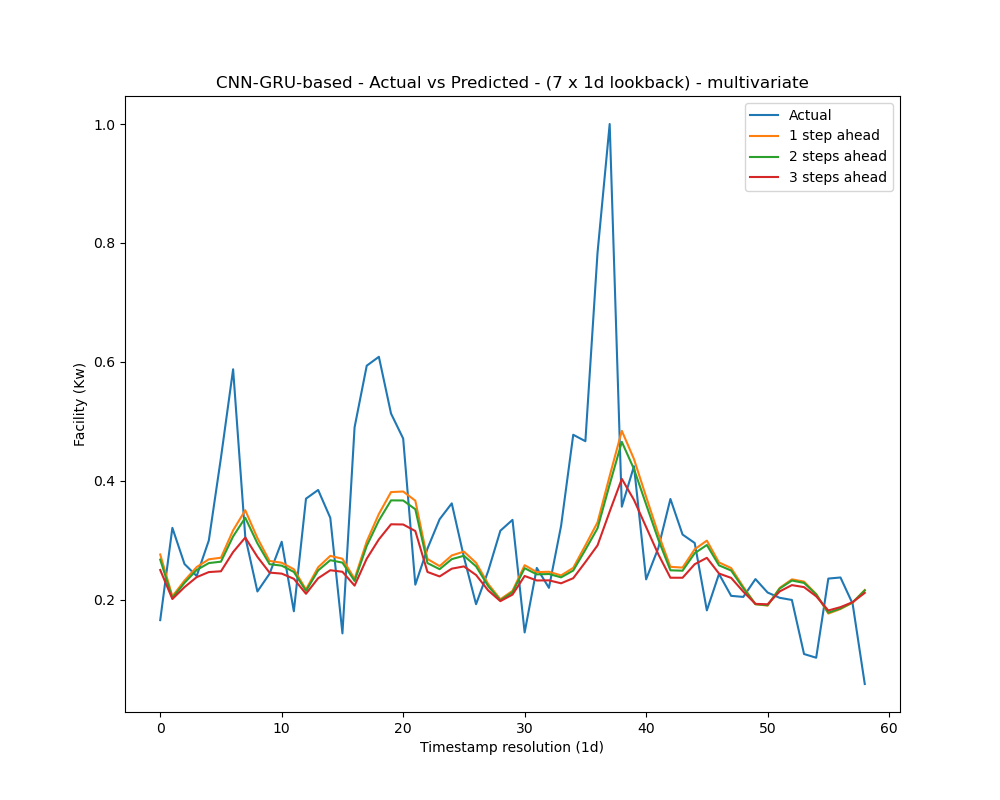 CNN-GRU-based - Actual vs Predicted - (7 x 1d lookback) - multivariate
Actual
1 step ahead
2 steps ahead
3 steps ahead
1.0
0.8
0.6
0.4
0.2
Facility (Kw)
0 10 20 30 40 50 60
Timestamp resolution (1d)